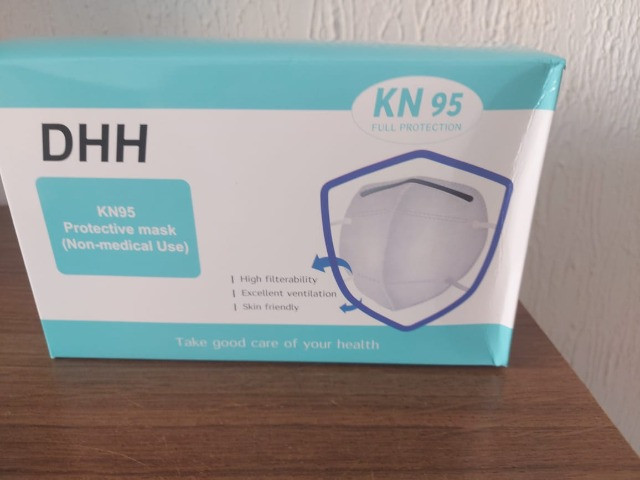 KN 95
FULL PROTECTION
DHH
KN95
Protective mask
(Non-medical Use)
High filterability
Excellent ventilation
Skin friendly
Take good care of your health